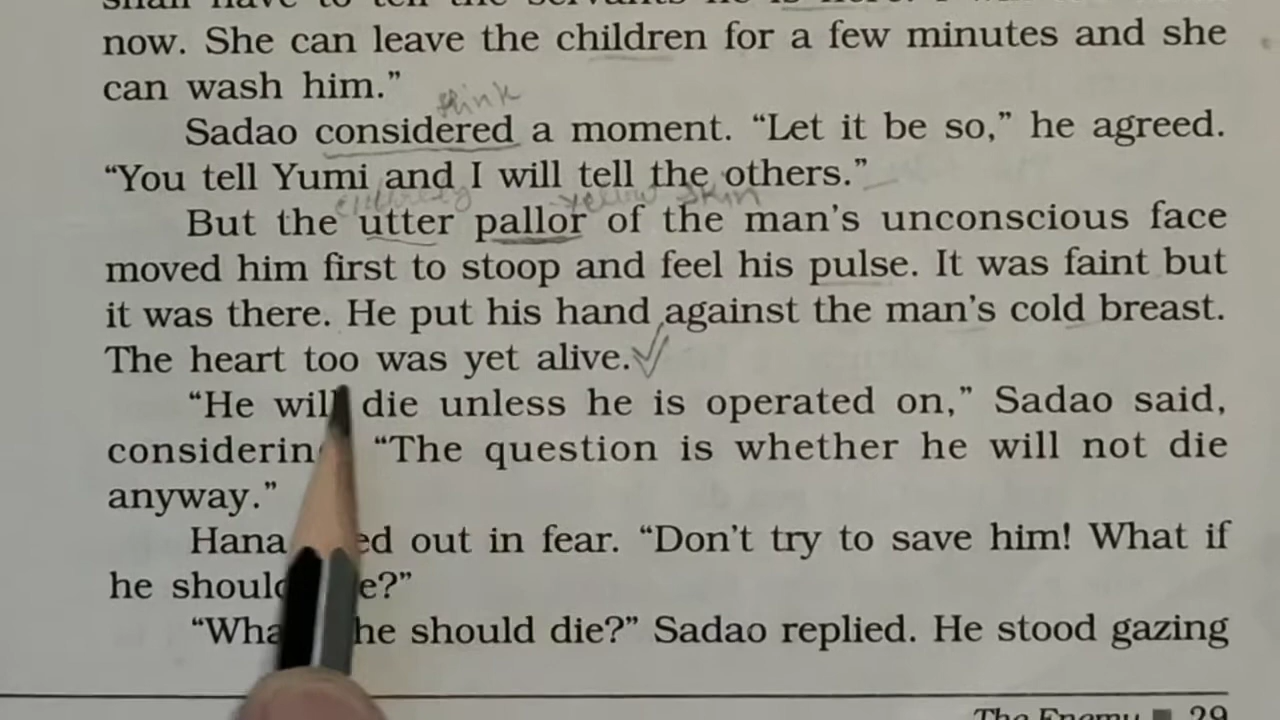 now. She can leave the children for a few minutes and she
can wash him.”
think
Sadao considered a moment. “Let it be so,” he agreed.
“You tell Yumi and I will tell the others.”
entirely yellow skin
But the utter pallor of the man’s unconscious face
moved him first to stoop and feel his pulse. It was faint but
it was there. He put his hand against the man’s cold breast.
The heart too was yet alive.
“He will die unless he is operated on,” Sadao said,
“The question is whether he will not die
anyway.”
Hana out in fear. “Don’t try to save him! What if
he should
he should die?” Sadao replied. He stood gazing
The Enemy 29